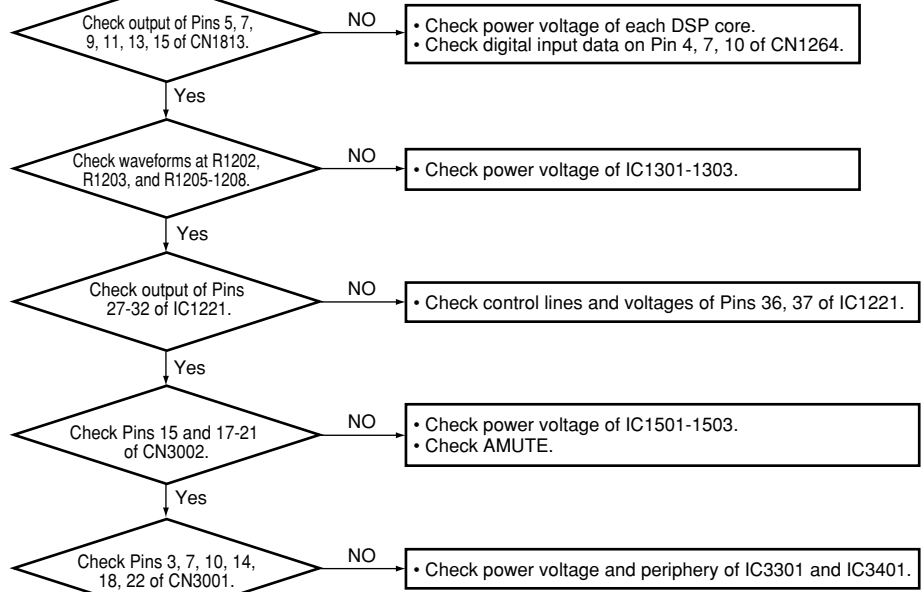 Check output of Pins 5, 7,
9, 11, 13, 15 of CN1813.
NO
• Check power voltage of each DSP core.
• Check digital input data on Pin 4, 7, 10 of CN1264.
Yes
Check waveforms at R1202,
R1203, and R1205-1208.
NO
• Check power voltage of IC1301-1303.
Yes
Check output of Pins
27-32 of IC1221.
NO
• Check control lines and voltages of Pins 36, 37 of IC1221.
Yes
Check Pins 15 and 17-21
of CN3002.
NO
• Check power voltage of IC1501-1503.
• Check AMUTE.
Yes
Check Pins 3, 7, 10, 14,
18, 22 of CN3001.
NO
• Check power voltage and periphery of IC3301 and IC3401.